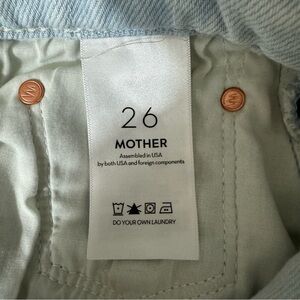 26
MOTHER
Assembled in USA
by both USA and foreign components
DO YOUR OWN LAUNDRY